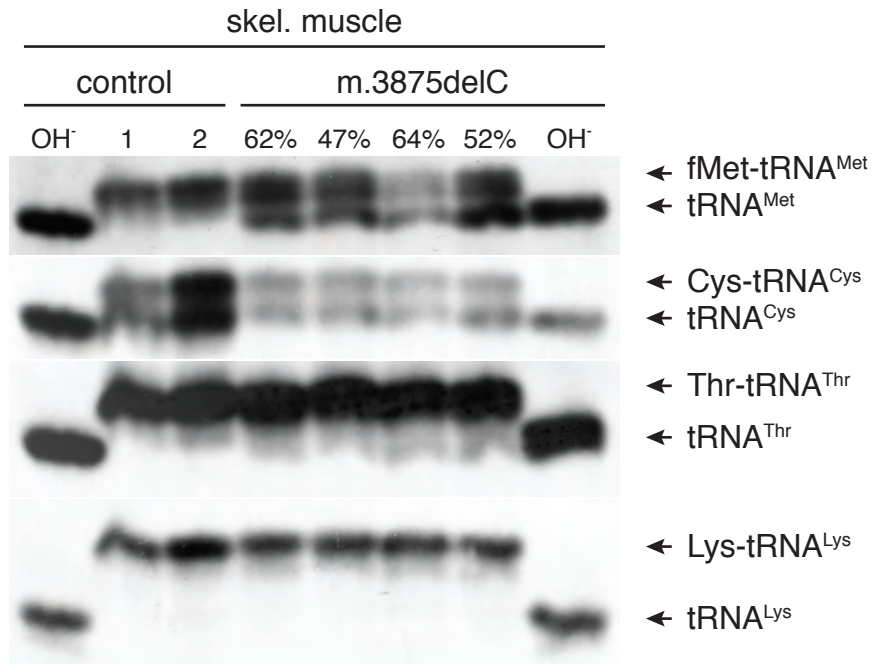 skel. muscle
control m.3875delC
OH⁻ 1 2 62% 47% 64% 52% OH⁻
fMet-tRNAᴹᵉᵗ
tRNAᴹᵉᵗ
Cys-tRNAᶜʸˢ
tRNAᶜʸˢ
Thr-tRNAᵀʰʳ
tRNAᵀʰʳ
Lys-tRNAᴸʸˢ
tRNAᴸʸˢ